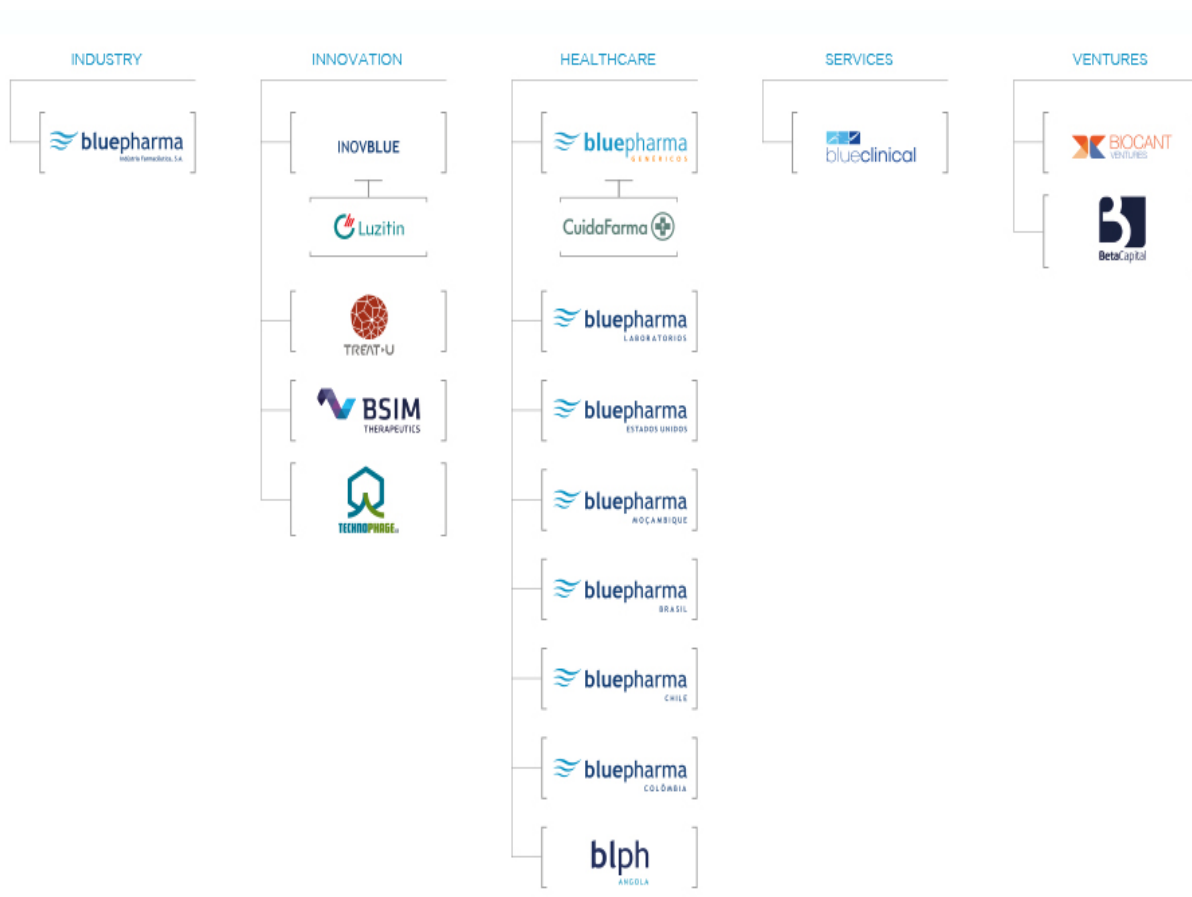 INDUSTRY
bluepharma
Indústria Farmacêutica, S.A.
INNOVATION
INOVBLUE
Luzitin
TREAT·U
BSIM
THERAPEUTICS
TECHNOPHAGE
HEALTHCARE
bluepharma
GENÉRICOS
CuidaFarma
bluepharma
LABORATORIOS
bluepharma
ESTADOS UNIDOS
bluepharma
MOÇAMBIQUE
bluepharma
BRASIL
bluepharma
CHILE
bluepharma
COLÔMBIA
blph
ANGOLA
SERVICES
blueclinical
VENTURES
BIOCANT
VENTURES
BetaCapital